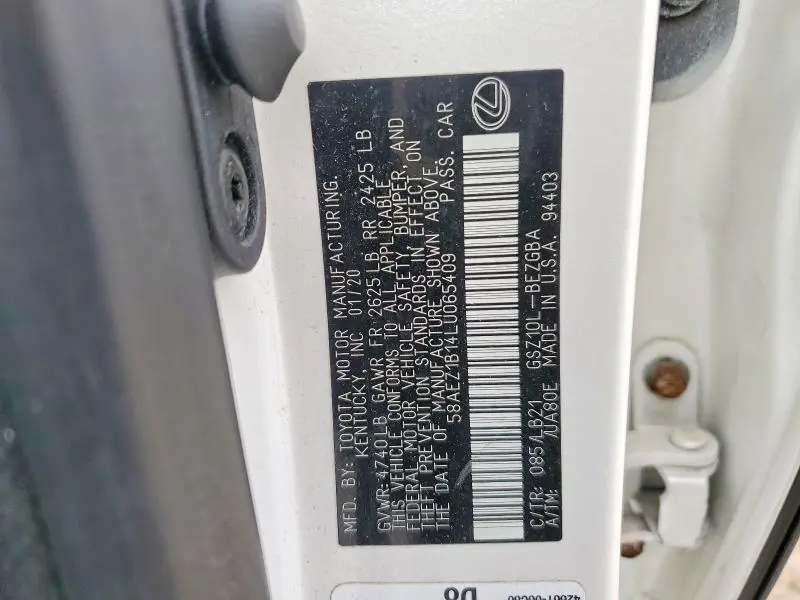 MFD. BY: TOYOTA MOTOR MANUFACTURING,
KENTUCKY, INC 01/20
GVWR: 4740 LB GAWR FR 2625 LB RR 2425 LB
THIS VEHICLE CONFORMS TO ALL APPLICABLE
FEDERAL MOTOR VEHICLE SAFETY, BUMPER, AND
THEFT PREVENTION STANDARDS IN EFFECT ON
THE DATE OF MANUFACTURE SHOWN ABOVE.
58AEZ1B14LU065409 PASS. CAR
C/TR: 085/LB21 GSZ10L-BEZGBA
A/TM: /UA80E MADE IN U.S.A. 94403